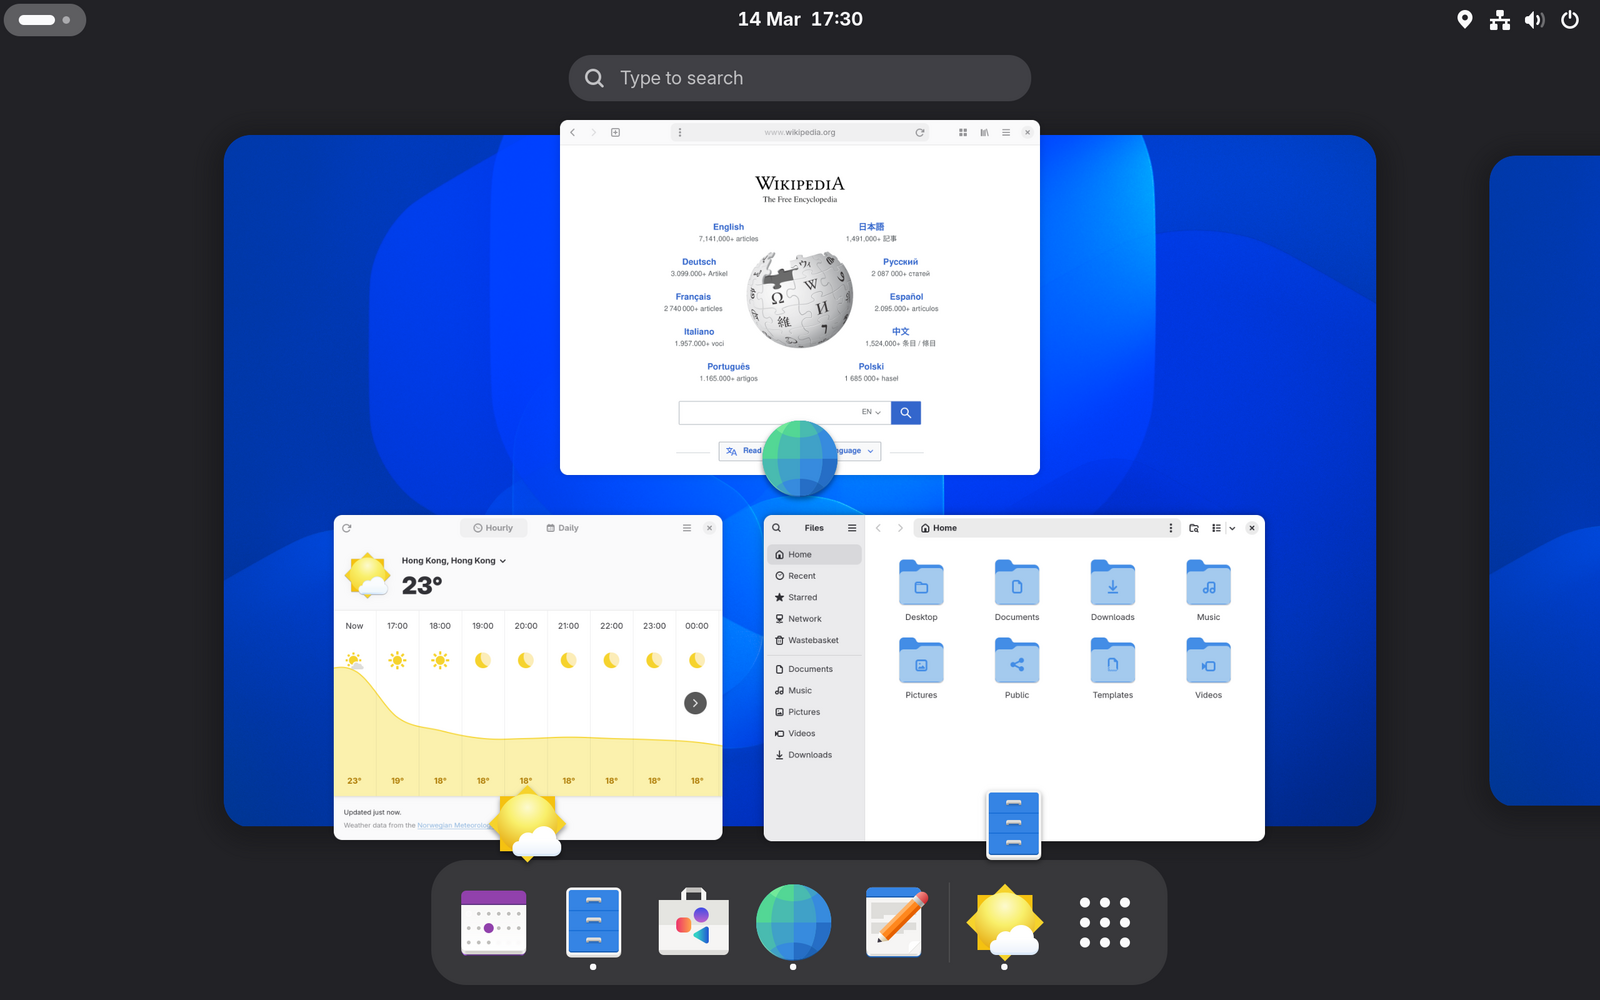 14 Mar 17:30
Type to search
www.wikipedia.org
WIKIPEDIA
The Free Encyclopedia
English
7,141,000+ articles
日本語
1,491,000+ 記事
Deutsch
3.099.000+ Artikel
Русский
2 087 000+ статей
Français
2 740 000+ articles
Español
2.095.000+ artículos
Italiano
1.957.000+ voci
中文
1,524,000+ 条目 / 條目
Português
1.165.000+ artigos
Polski
1 685 000+ haseł
EN
Read
Hourly
Daily
Hong Kong, Hong Kong
23°
Now 17:00 18:00 19:00 20:00 21:00 22:00 23:00 00:00
23° 19° 18° 18° 18° 18° 18° 18° 18°
Updated just now.
Weather data from the Norwegian
Files
Home
Home
Recent
Starred
Network
Wastebasket
Documents
Music
Pictures
Videos
Downloads
Desktop
Documents
Downloads
Music
Pictures
Public
Templates
Videos